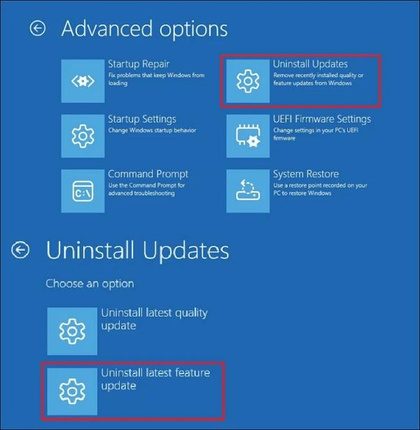 Advanced options
Startup Repair
Fix problems that keep Windows from
loading
Uninstall Updates
Remove recently installed quality or
feature updates from Windows
Startup Settings
Change Windows startup behavior
UEFI Firmware Settings
Change settings in your PC's UEFI
firmware
Command Prompt
Use the Command Prompt for
advanced troubleshooting
C:\
System Restore
Use a restore point recorded on your
PC to restore Windows
Uninstall Updates
Choose an option
Uninstall latest quality
update
Uninstall latest feature
update